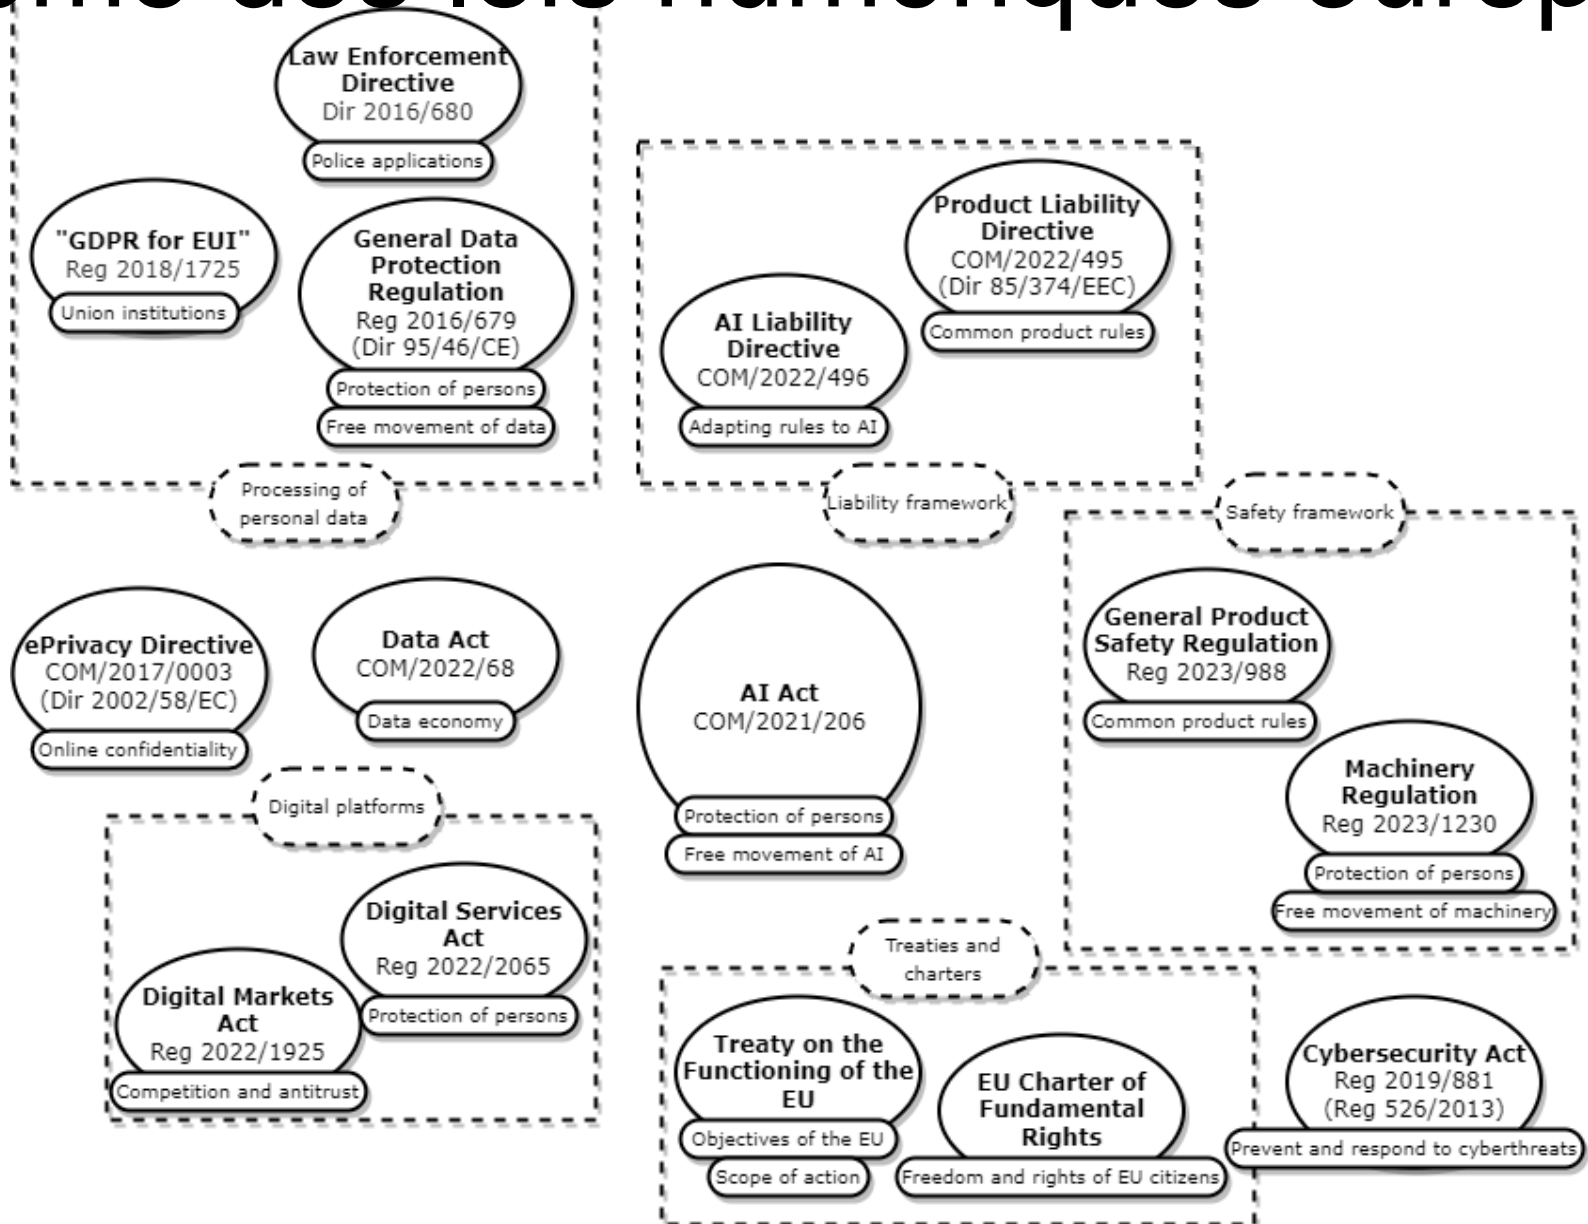 des lois numériques
Law Enforcement
Directive
Dir 2016/680
Police applications
"GDPR for EUI"
Reg 2018/1725
Union institutions
General Data
Protection
Regulation
Reg 2016/679
(Dir 95/46/CE)
Protection of persons
Free movement of data
Processing of
personal data
Product Liability
Directive
COM/2022/495
(Dir 85/374/EEC)
Common product rules
AI Liability
Directive
COM/2022/496
Adapting rules to AI
Liability framework
Safety framework
General Product
Safety Regulation
Reg 2023/988
Common product rules
Machinery
Regulation
Reg 2023/1230
Protection of persons
Free movement of machinery
ePrivacy Directive
COM/2017/0003
(Dir 2002/58/EC)
Online confidentiality
Data Act
COM/2022/68
Data economy
AI Act
COM/2021/206
Protection of persons
Free movement of AI
Digital platforms
Digital Services
Act
Reg 2022/2065
Protection of persons
Digital Markets
Act
Reg 2022/1925
Competition and antitrust
Treaties and
charters
Treaty on the
Functioning of the
EU
Objectives of the EU
Scope of action
EU Charter of
Fundamental
Rights
Freedom and rights of EU citizens
Cybersecurity Act
Reg 2019/881
(Reg 526/2013)
Prevent and respond to cyberthreats